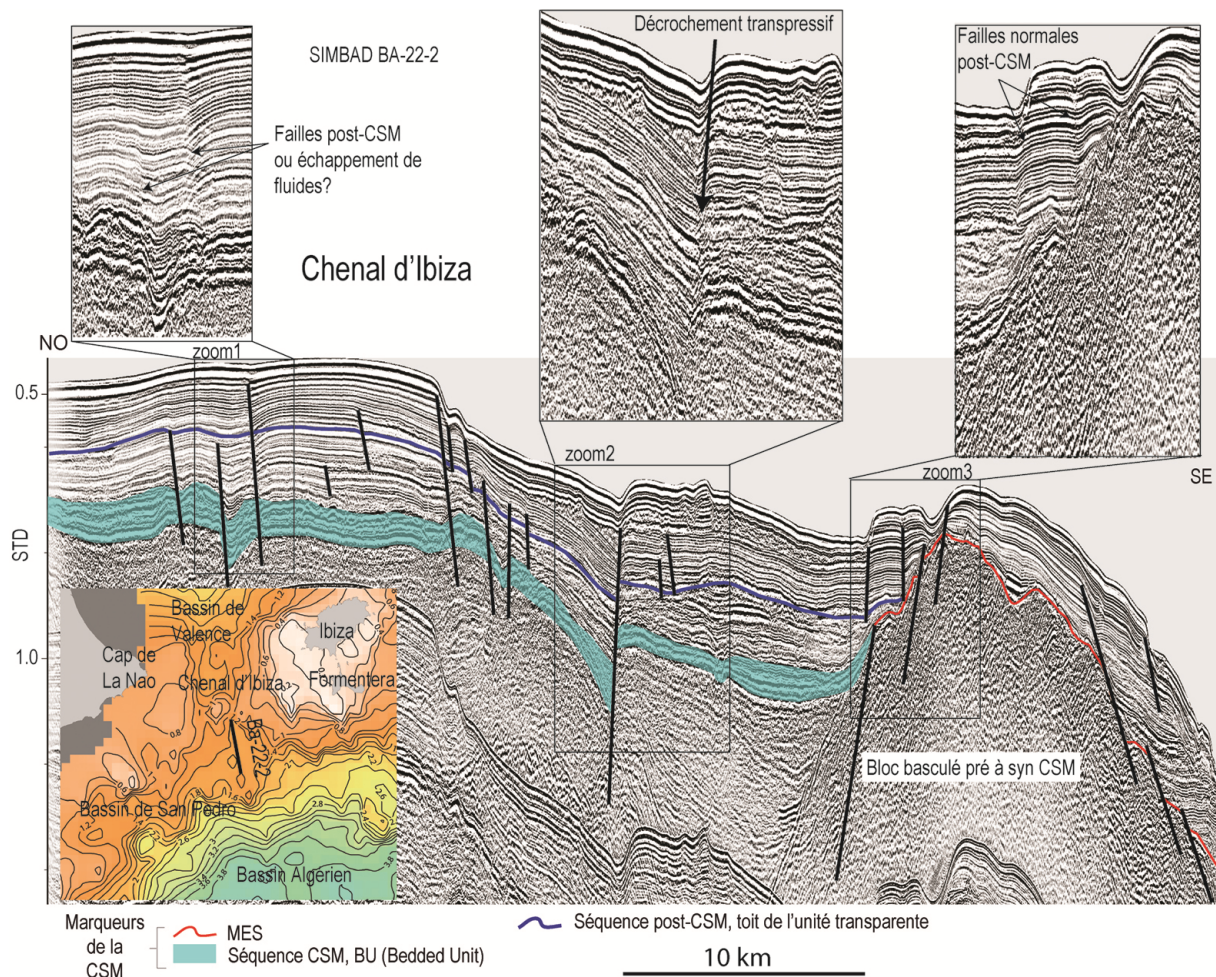 SIMBAD BA-22-2
Failles post-CSM
ou échappement de
fluides?
Chenal d'Ibiza
Décrochement transpressif
Failles normales
post-CSM
NO
zoom1
zoom2
zoom3
SE
0.5
STD
1.0
Bassin de
Valence
Ibiza
Cap de
La Nao
Chenal d'Ibiza
Formentera
Ba-22-2
Bassin de San Pedro
Bassin Algérien
Bloc basculé pré à syn CSM
Marqueurs
de la
CSM
MES
Séquence CSM, BU (Bedded Unit)
Séquence post-CSM, toit de l'unité transparente
10 km